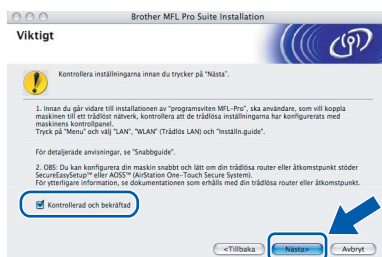 Brother MFL Pro Suite Installation
Viktigt
Kontrollera inställningarna innan du trycker på "Nästa".
1. Innan du går vidare till installationen av "programsviten MFL-Pro", ska användare, som vill koppla
maskinen till ett trådlöst nätverk, kontrollera att de trådlösa inställningarna har konfigurerats med
maskinens kontrollpanel.
Tryck på "Menu" och välj "LAN", "WLAN" (Trådlös LAN) och "Inställn.guide".
För detaljerade anvisningar, se "Snabbguide".
2. OBS: Du kan konfigurera din maskin snabbt och lätt om din trådlösa router eller åtkomstpunkt stöder
SecureEasySetup™ eller AOSS™ (AirStation One-Touch Secure System).
För ytterligare information, se dokumentationen som erhålls med din trådlösa router eller åtkomstpunkt.
Kontrollerad och bekräftad
<Tillbaka
Nästa>
Avbryt